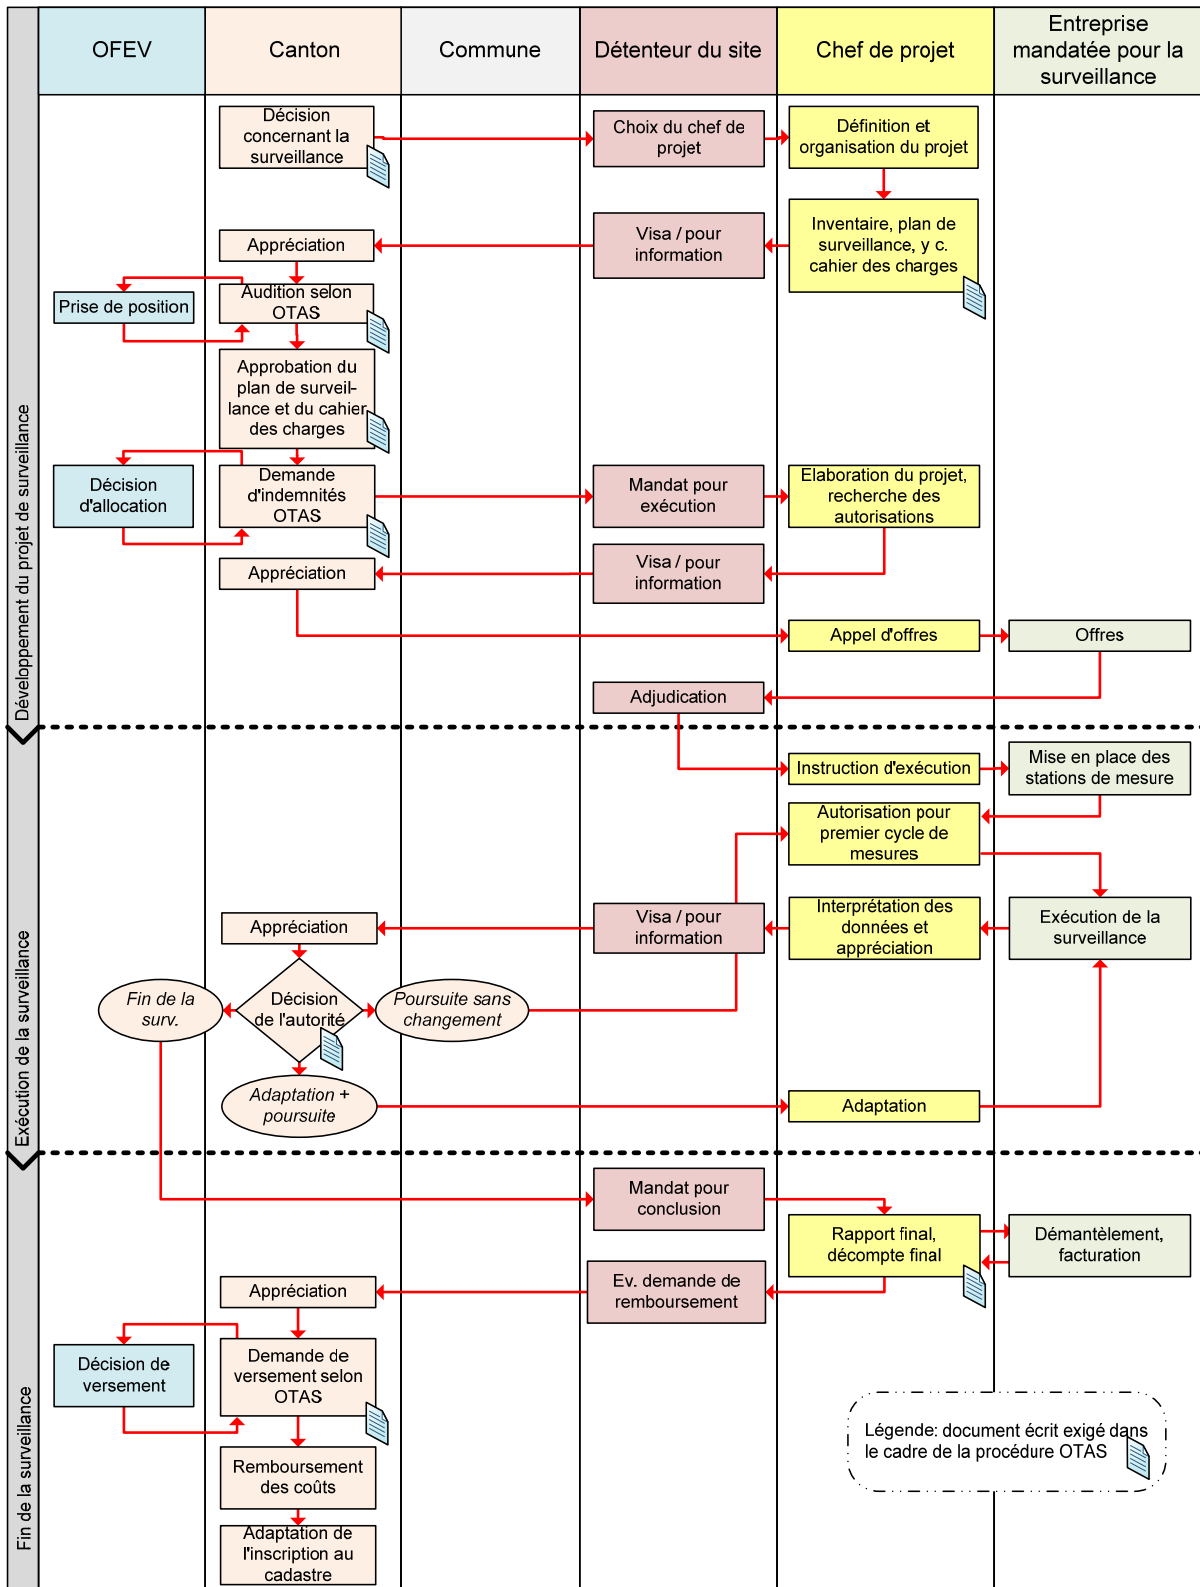 OFEV
Canton
Commune
Détenteur du site
Chef de projet
Entreprise
mandatée pour la
surveillance
Développement du projet de surveillance
Décision
concernant la
surveillance
Choix du chef de
projet
Définition et
organisation du projet
Appréciation
Visa / pour
information
Inventaire, plan de
surveillance, y c.
cahier des charges
Prise de position
Audition selon
OTAS
Approbation du
plan de surveil-
lance et du cahier
des charges
Décision
d'allocation
Demande
d'indemnités
OTAS
Mandat pour
exécution
Elaboration du projet,
recherche des
autorisations
Appréciation
Visa / pour
information
Appel d'offres
Offres
Adjudication
Exécution de la surveillance
Instruction d'exécution
Mise en place des
stations de mesure
Autorisation pour
premier cycle de
mesures
Appréciation
Visa / pour
information
Interprétation des
données et
appréciation
Exécution de la
surveillance
Fin de la
surv.
Décision
de l'autorité
Poursuite sans
changement
Adaptation +
poursuite
Adaptation
Fin de la surveillance
Mandat pour
conclusion
Rapport final,
décompte final
Démantèlement,
facturation
Appréciation
Ev. demande de
remboursement
Décision de
versement
Demande de
versement selon
OTAS
Remboursement
des coûts
Adaptation de
l'inscription au
cadastre
Légende: document écrit exigé dans
le cadre de la procédure OTAS